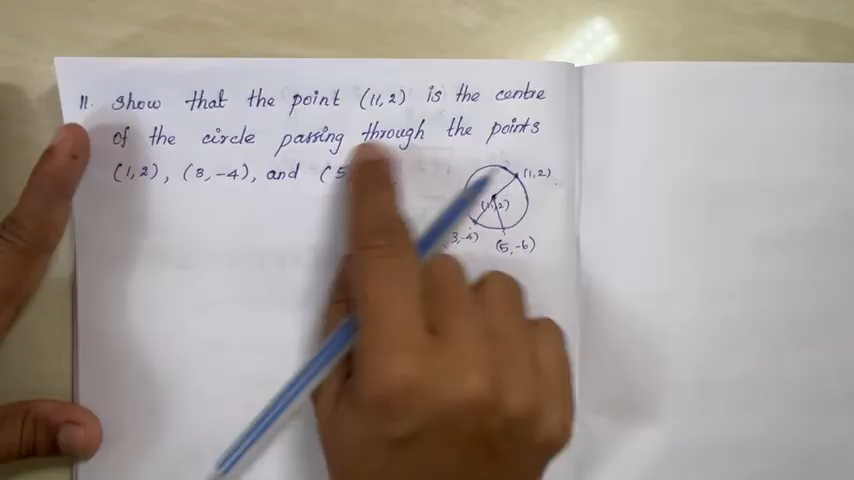 11. Show that the point (11,2) is the centre
of the circle passing through the points
(1,2), (3,-4), and (5
(1,2)
(11,2)
3,-4)
(5,-6)